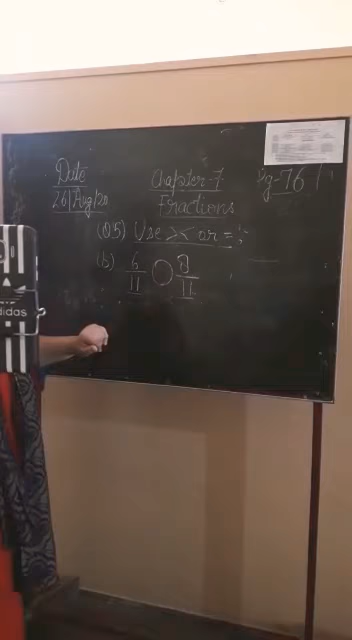 Date
26|Aug|20
Chapter-7
Fractions
Pg-76
(Q5) Use >,< or = :
(b) 6/11 ○ 8/11
adidas